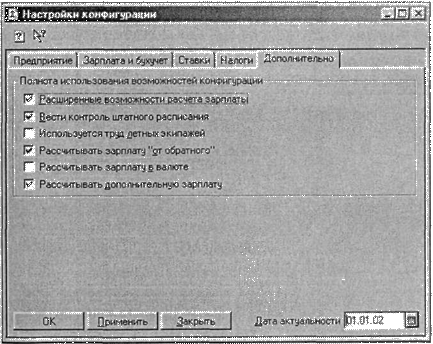 Настройки конфигурации
Предприятие Зарплата и бухучет Ставки Налоги Дополнительно
Полнота использования возможностей конфигурации
Расширенные возможности расчета зарплаты
Вести контроль штатного расписания
Используется труд летных экипажей
Рассчитывать зарплату "от обратного"
Рассчитывать зарплату в валюте
Рассчитывать дополнительную зарплату
OK Применить Закрыть Дата актуальности 01.01.02